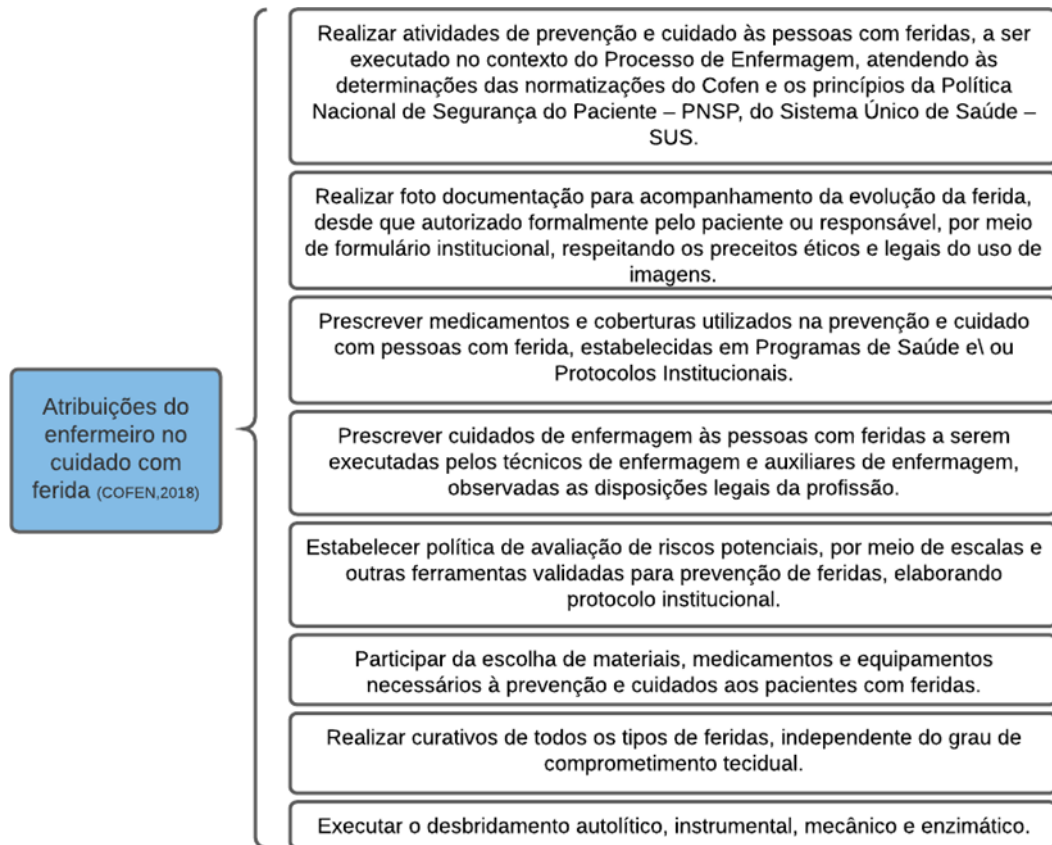 Realizar atividades de prevenção e cuidado às pessoas com feridas, a ser
executado no contexto do Processo de Enfermagem, atendendo às
determinações das normatizações do Cofen e os princípios da Política
Nacional de Segurança do Paciente – PNSP, do Sistema Único de Saúde –
SUS.
Realizar foto documentação para acompanhamento da evolução da ferida,
desde que autorizado formalmente pelo paciente ou responsável, por meio
de formulário institucional, respeitando os preceitos éticos e legais do uso de
imagens.
Prescrever medicamentos e coberturas utilizados na prevenção e cuidado
com pessoas com ferida, estabelecidas em Programas de Saúde e\ ou
Protocolos Institucionais.
Atribuições do
enfermeiro no
cuidado com
ferida (COFEN,2018)
Prescrever cuidados de enfermagem às pessoas com feridas a serem
executadas pelos técnicos de enfermagem e auxiliares de enfermagem,
observadas as disposições legais da profissão.
Estabelecer política de avaliação de riscos potenciais, por meio de escalas e
outras ferramentas validadas para prevenção de feridas, elaborando
protocolo institucional.
Participar da escolha de materiais, medicamentos e equipamentos
necessários à prevenção e cuidados aos pacientes com feridas.
Realizar curativos de todos os tipos de feridas, independente do grau de
comprometimento tecidual.
Executar o desbridamento autolítico, instrumental, mecânico e enzimático.